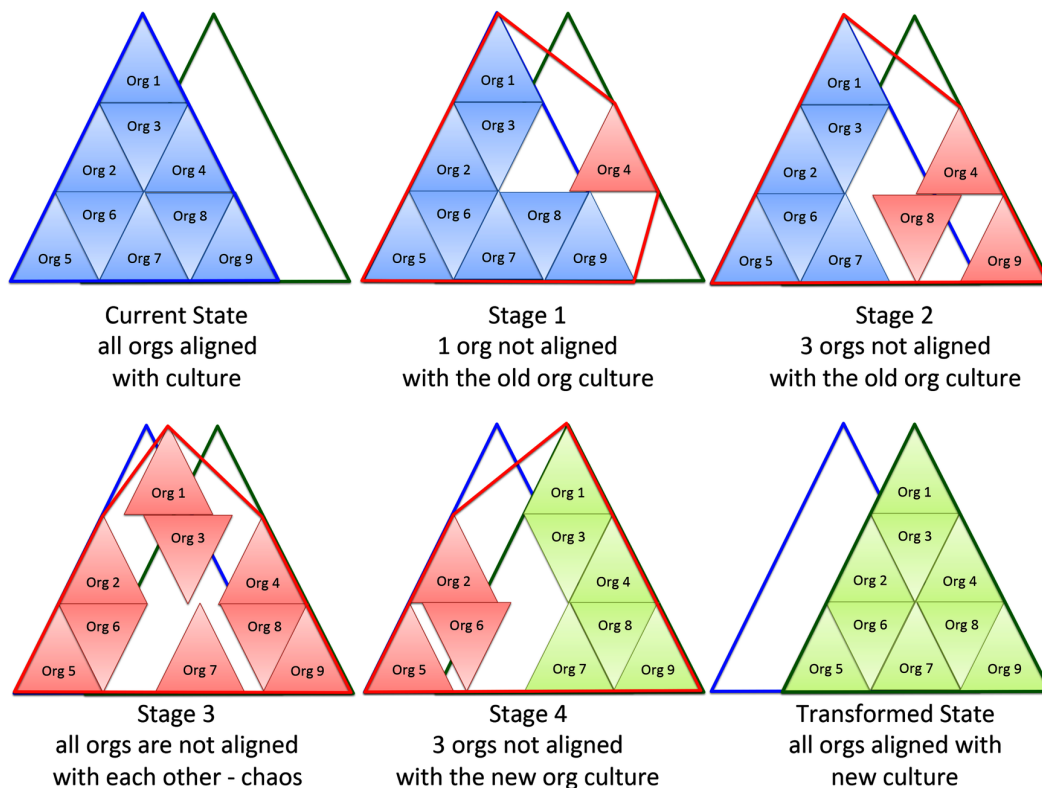 Org 1
Org 3
Org 2
Org 4
Org 6
Org 8
Org 5
Org 7
Org 9
Current State
all orgs aligned
with culture
Org 1
Org 3
Org 2
Org 4
Org 6
Org 8
Org 5
Org 7
Org 9
Stage 1
1 org not aligned
with the old org culture
Org 1
Org 3
Org 2
Org 4
Org 6
Org 8
Org 5
Org 7
Org 9
Stage 2
3 orgs not aligned
with the old org culture
Org 1
Org 3
Org 2
Org 4
Org 6
Org 8
Org 5
Org 7
Org 9
Stage 3
all orgs are not aligned
with each other - chaos
Org 1
Org 3
Org 2
Org 4
Org 6
Org 8
Org 5
Org 7
Org 9
Stage 4
3 orgs not aligned
with the new org culture
Org 1
Org 3
Org 2
Org 4
Org 6
Org 8
Org 5
Org 7
Org 9
Transformed State
all orgs aligned with
new culture